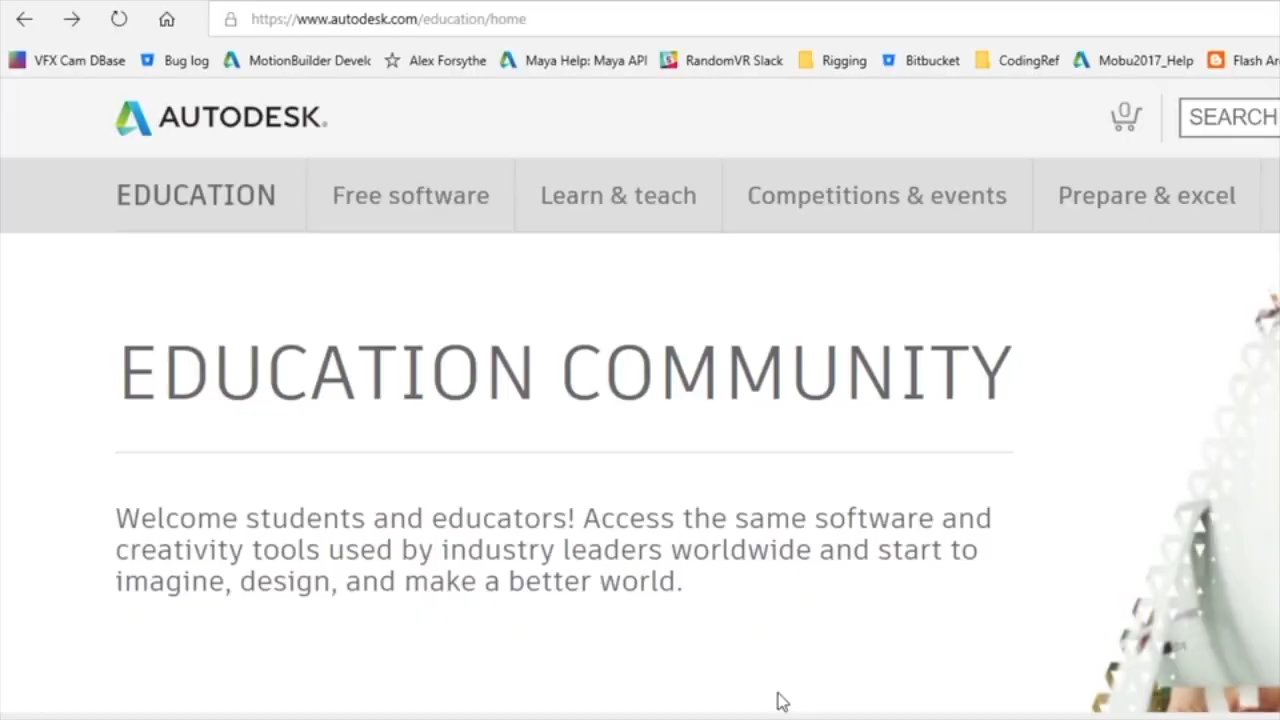 https://www.autodesk.com/education/home
VFX Cam DBase Bug log MotionBuilder Devel Alex Forsythe Maya Help: Maya API RandomVR Slack Rigging Bitbucket CodingRef Mobu2017_Help Flash Ar
AUTODESK. 0 SEARCH
EDUCATION Free software Learn & teach Competitions & events Prepare & excel
EDUCATION COMMUNITY
Welcome students and educators! Access the same software and
creativity tools used by industry leaders worldwide and start to
imagine, design, and make a better world.